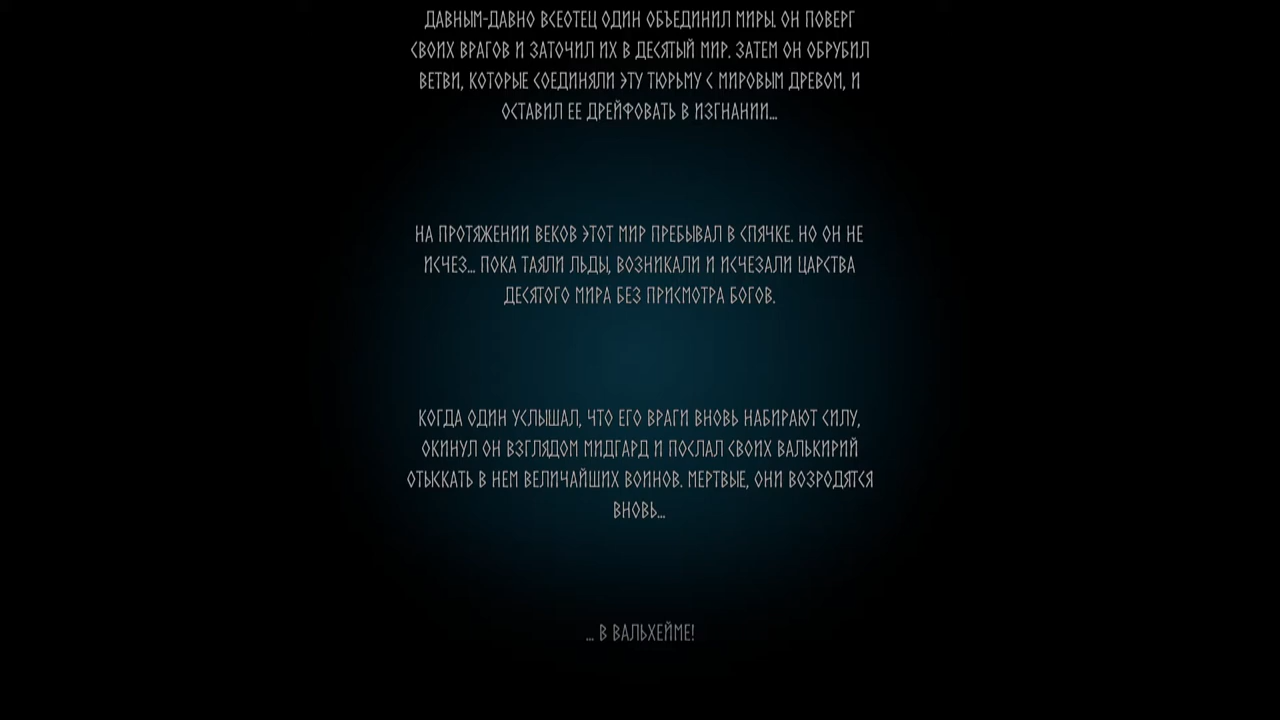 ДАВНЫМ-ДАВНО ВСЕОТЕЦ ОДИН ОБЪЕДИНИЛ МИРЫ. ОН ПОВЕРГ
СВОИХ ВРАГОВ И ЗАТОЧИЛ ИХ В ДЕСЯТЫЙ МИР. ЗАТЕМ ОН ОБРУБИЛ
ВЕТВИ, КОТОРЫЕ СОЕДИНЯЛИ ЭТУ ТЮРЬМУ С МИРОВЫМ ДРЕВОМ, И
ОСТАВИЛ ЕЕ ДРЕЙФОВАТЬ В ИЗГНАНИИ...
НА ПРОТЯЖЕНИИ ВЕКОВ ЭТОТ МИР ПРЕБЫВАЛ В СПЯЧКЕ. НО ОН НЕ
ИСЧЕЗ... ПОКА ТАЯЛИ ЛЬДЫ, ВОЗНИКАЛИ И ИСЧЕЗАЛИ ЦАРСТВА
ДЕСЯТОГО МИРА БЕЗ ПРИСМОТРА БОГОВ.
КОГДА ОДИН УСЛЫШАЛ, ЧТО ЕГО ВРАГИ ВНОВЬ НАБИРАЮТ СИЛУ,
ОКИНУЛ ОН ВЗГЛЯДОМ МИДГАРД И ПОСЛАЛ СВОИХ ВАЛЬКИРИЙ
ОТЫСКАТЬ В НЕМ ВЕЛИЧАЙШИХ ВОИНОВ. МЕРТВЫЕ, ОНИ ВОЗРОДЯТСЯ
ВНОВЬ...
... В ВАЛЬХЕЙМЕ!